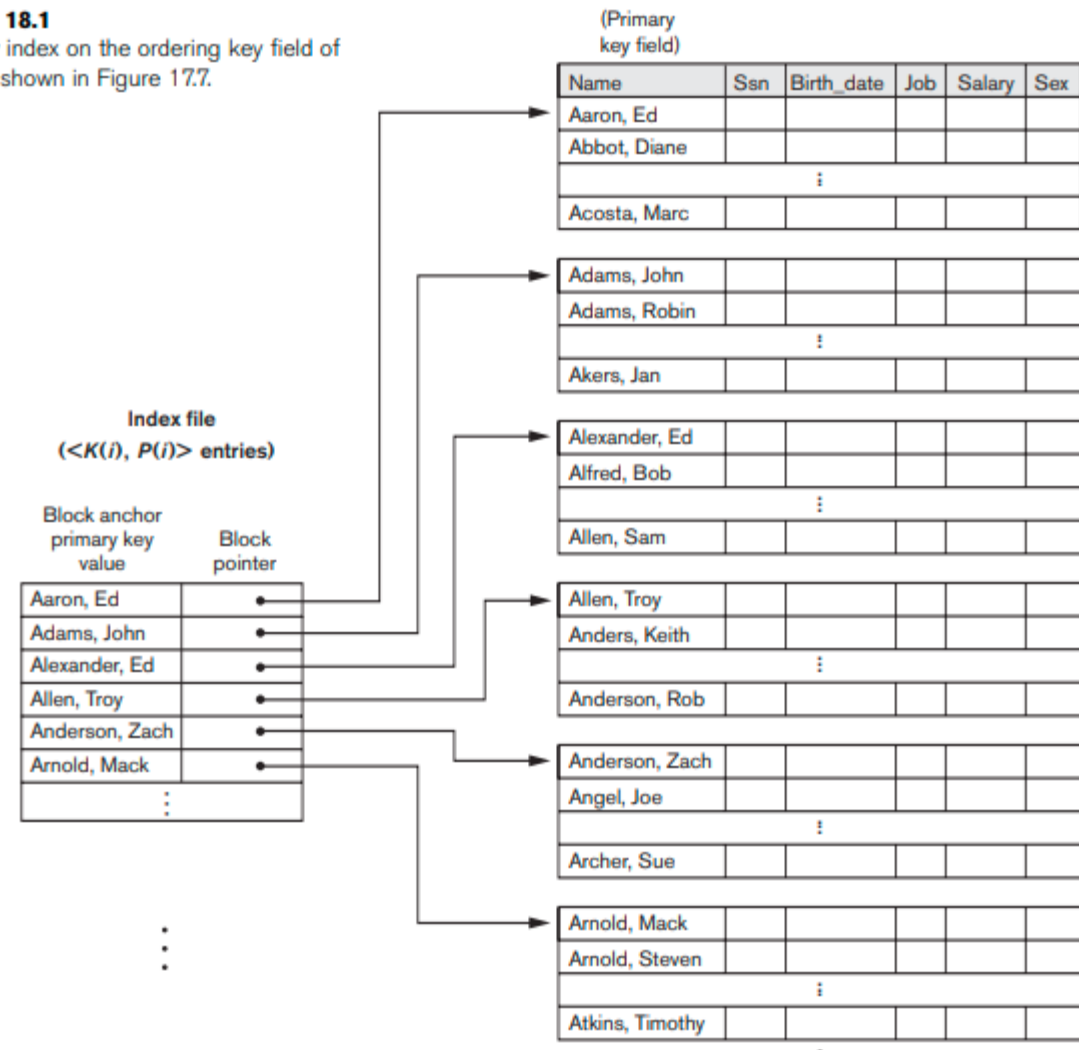 18.1
index on the ordering key field of
shown in Figure 17.7.
(Primary
key field)
Name Ssn Birth_date Job Salary Sex
Aaron, Ed
Abbot, Diane
⋮
Acosta, Marc
Adams, John
Adams, Robin
⋮
Akers, Jan
Alexander, Ed
Alfred, Bob
⋮
Allen, Sam
Allen, Troy
Anders, Keith
⋮
Anderson, Rob
Anderson, Zach
Angel, Joe
⋮
Archer, Sue
Arnold, Mack
Arnold, Steven
⋮
Atkins, Timothy
Index file
(<K(i), P(i)> entries)
Block anchor
primary key
value
Block
pointer
Aaron, Ed
Adams, John
Alexander, Ed
Allen, Troy
Anderson, Zach
Arnold, Mack
⋮
⋮